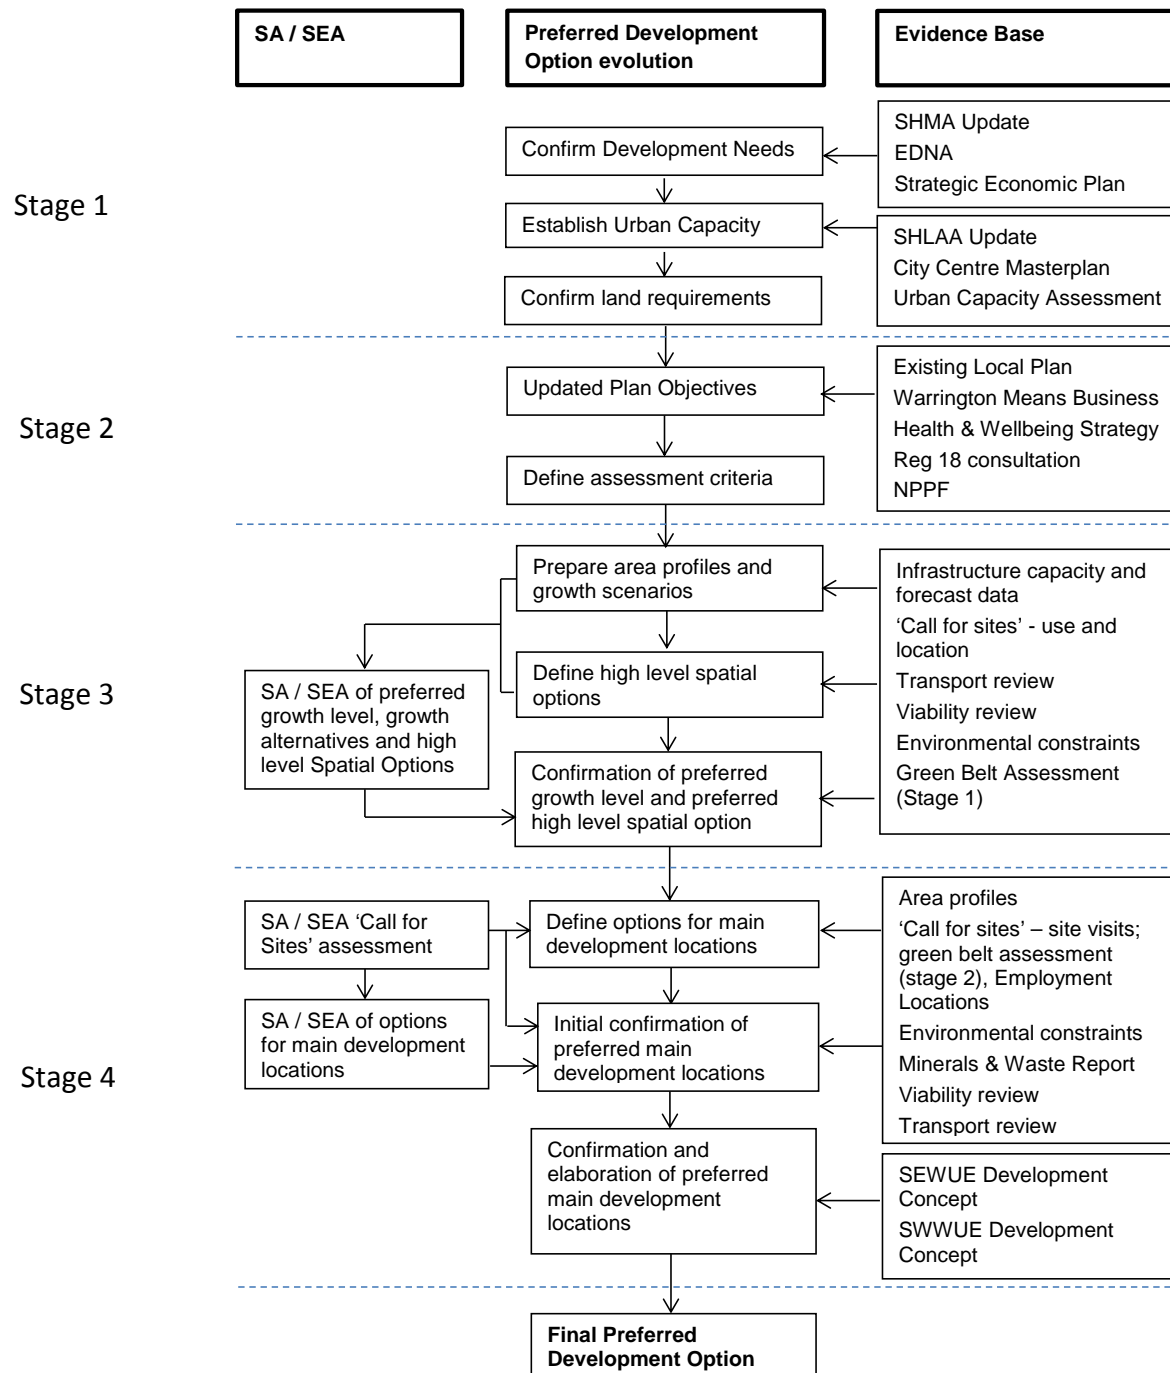 SA / SEA
Preferred Development
Option evolution
Evidence Base
Stage 1
Confirm Development Needs
SHMA Update
EDNA
Strategic Economic Plan
Establish Urban Capacity
SHLAA Update
City Centre Masterplan
Urban Capacity Assessment
Confirm land requirements
Stage 2
Updated Plan Objectives
Existing Local Plan
Warrington Means Business
Health & Wellbeing Strategy
Reg 18 consultation
NPPF
Define assessment criteria
Stage 3
Prepare area profiles and
growth scenarios
Infrastructure capacity and
forecast data
‘Call for sites’ - use and
location
Transport review
Viability review
Environmental constraints
Green Belt Assessment
(Stage 1)
Define high level spatial
options
SA / SEA of preferred
growth level, growth
alternatives and high
level Spatial Options
Confirmation of preferred
growth level and preferred
high level spatial option
Stage 4
SA / SEA ‘Call for
Sites’ assessment
Define options for main
development locations
Area profiles
‘Call for sites’ – site visits;
green belt assessment
(stage 2), Employment
Locations
Environmental constraints
Minerals & Waste Report
Viability review
Transport review
SA / SEA of options
for main development
locations
Initial confirmation of
preferred main
development locations
Confirmation and
elaboration of preferred
main development
locations
SEWUE Development
Concept
SWWUE Development
Concept
Final Preferred
Development Option